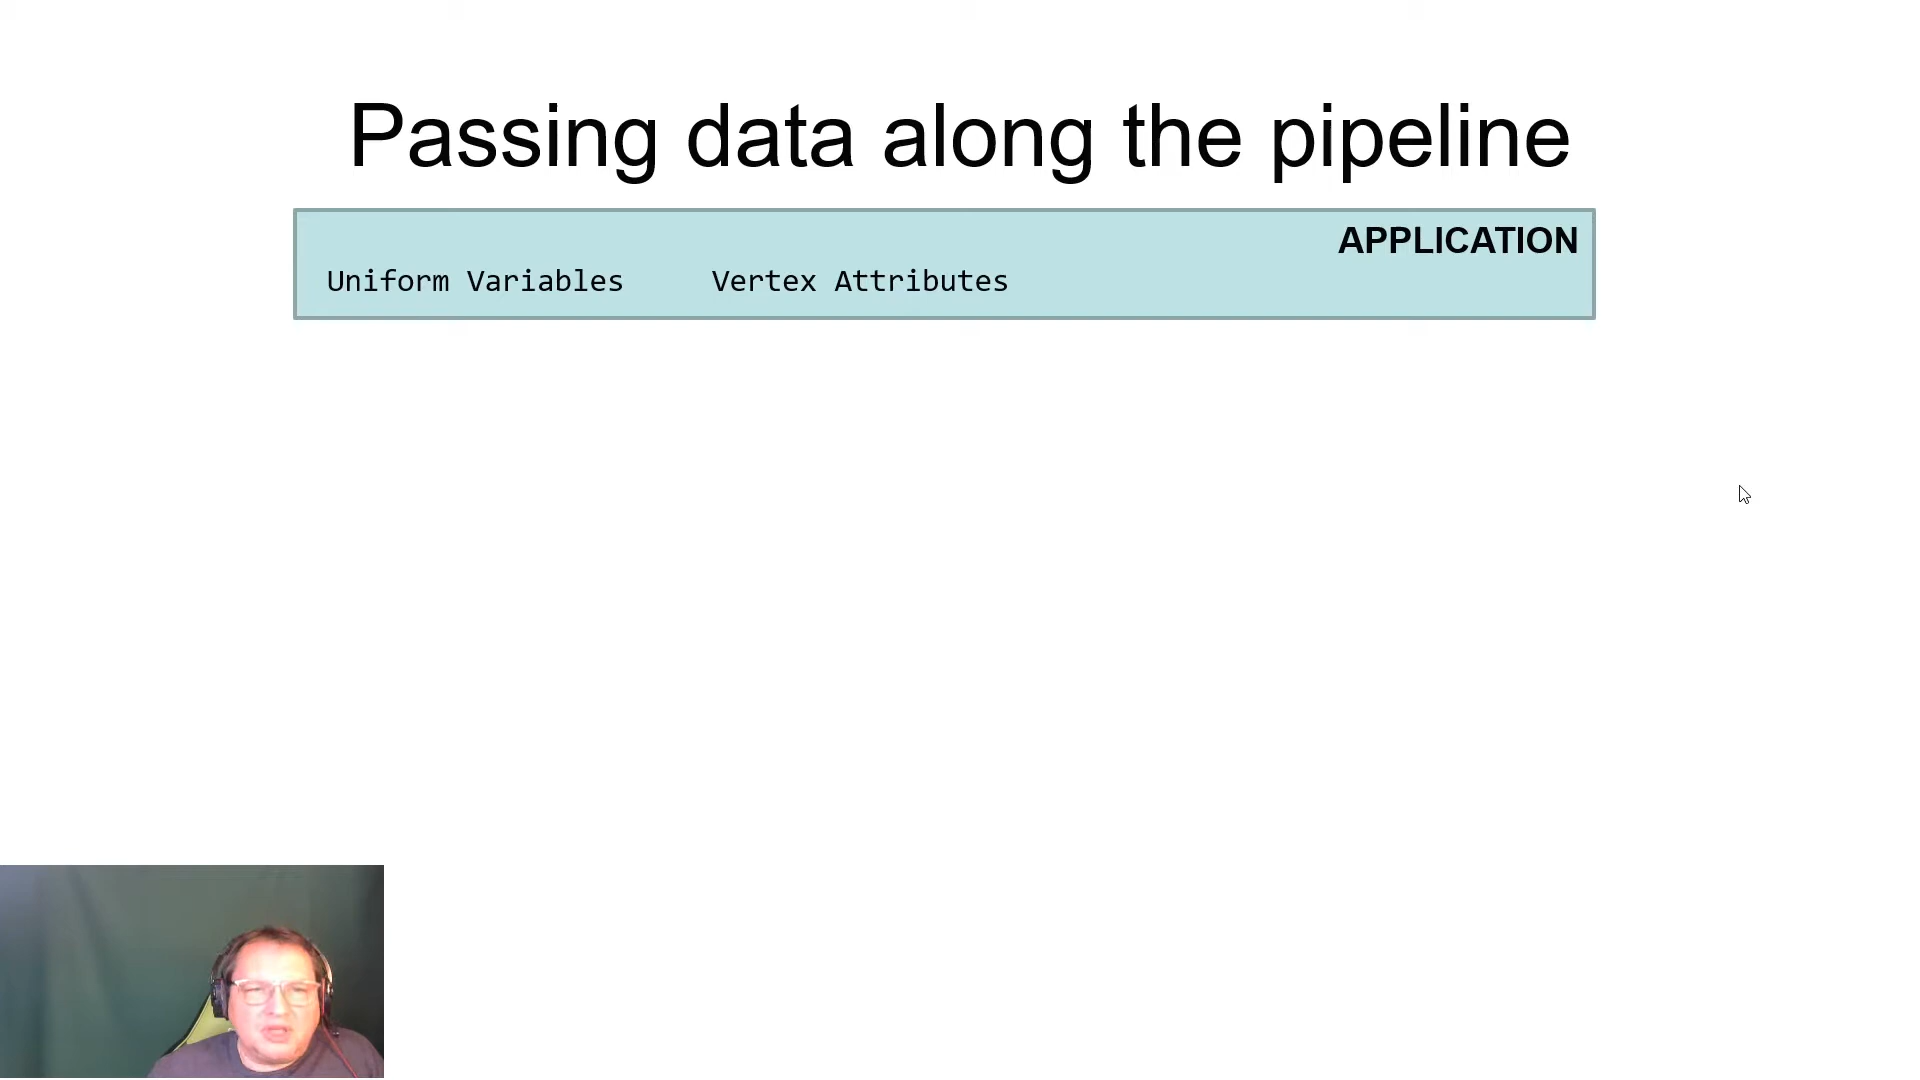 Passing data along the pipeline
APPLICATION
Uniform Variables Vertex Attributes